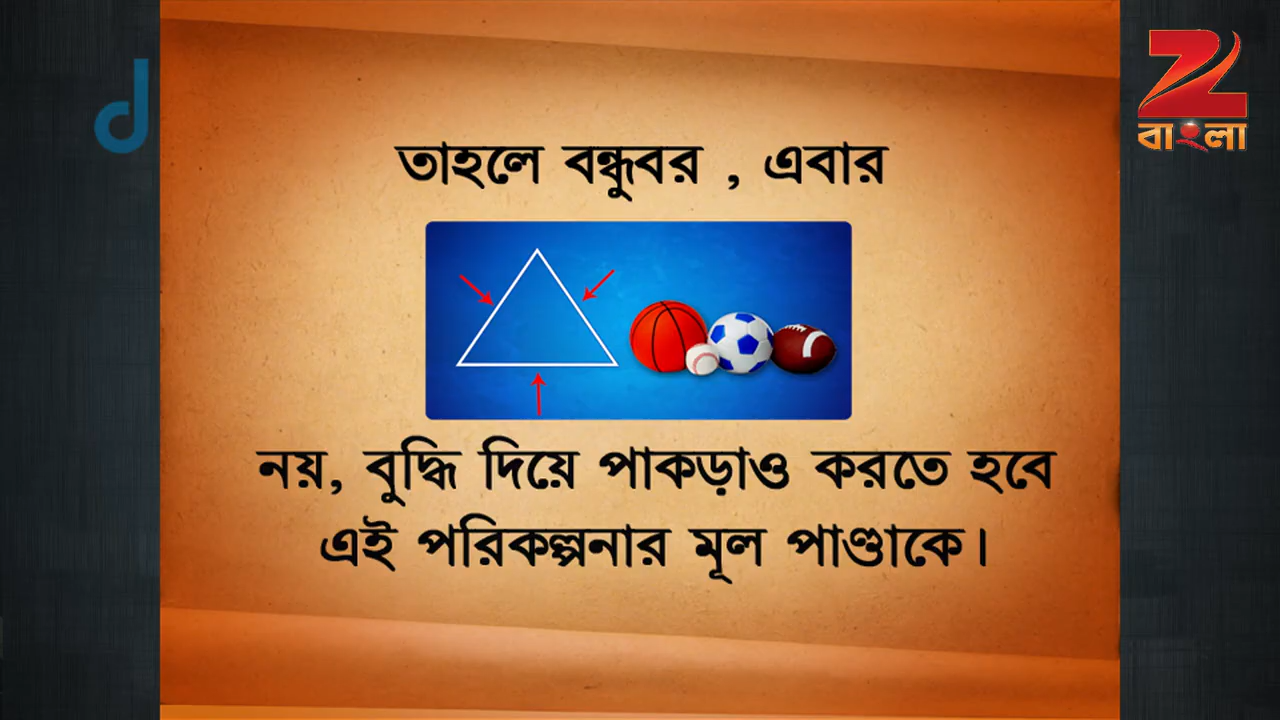 তাহলে বন্ধুবর , এবার
নয়, বুদ্ধি দিয়ে পাকড়াও করতে হবে
এই পরিকল্পনার মূল পাণ্ডাকে।
Z
বাংলা
d